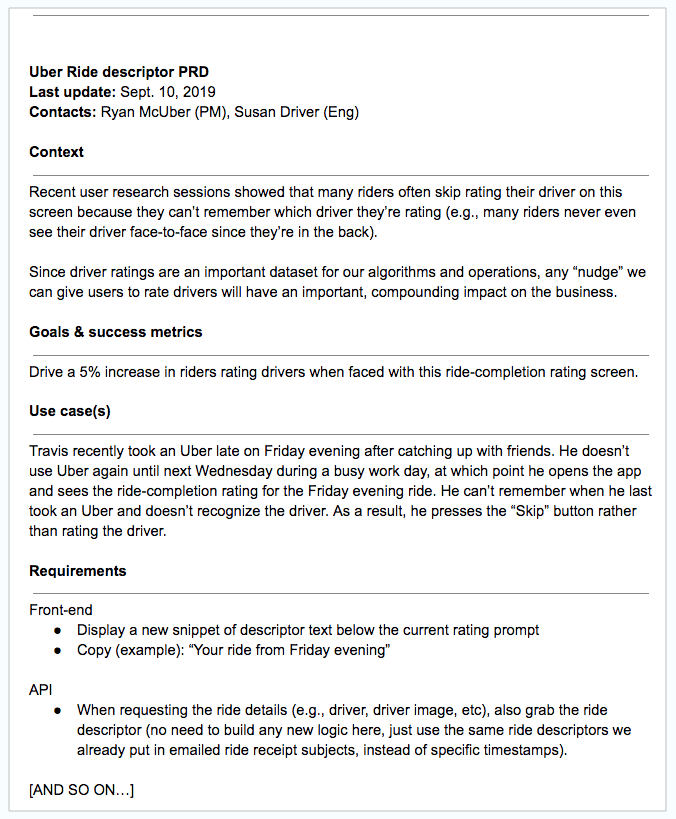 Uber Ride descriptor PRD
Last update: Sept. 10, 2019
Contacts: Ryan McUber (PM), Susan Driver (Eng)
Context
Recent user research sessions showed that many riders often skip rating their driver on this
screen because they can’t remember which driver they’re rating (e.g., many riders never even
see their driver face-to-face since they’re in the back).
Since driver ratings are an important dataset for our algorithms and operations, any “nudge” we
can give users to rate drivers will have an important, compounding impact on the business.
Goals & success metrics
Drive a 5% increase in riders rating drivers when faced with this ride-completion rating screen.
Use case(s)
Travis recently took an Uber late on Friday evening after catching up with friends. He doesn’t
use Uber again until next Wednesday during a busy work day, at which point he opens the app
and sees the ride-completion rating for the Friday evening ride. He can’t remember when he last
took an Uber and doesn’t recognize the driver. As a result, he presses the “Skip” button rather
than rating the driver.
Requirements
Front-end
● Display a new snippet of descriptor text below the current rating prompt
● Copy (example): “Your ride from Friday evening”
API
● When requesting the ride details (e.g., driver, driver image, etc), also grab the ride
descriptor (no need to build any new logic here, just use the same ride descriptors we
already put in emailed ride receipt subjects, instead of specific timestamps).
[AND SO ON…]